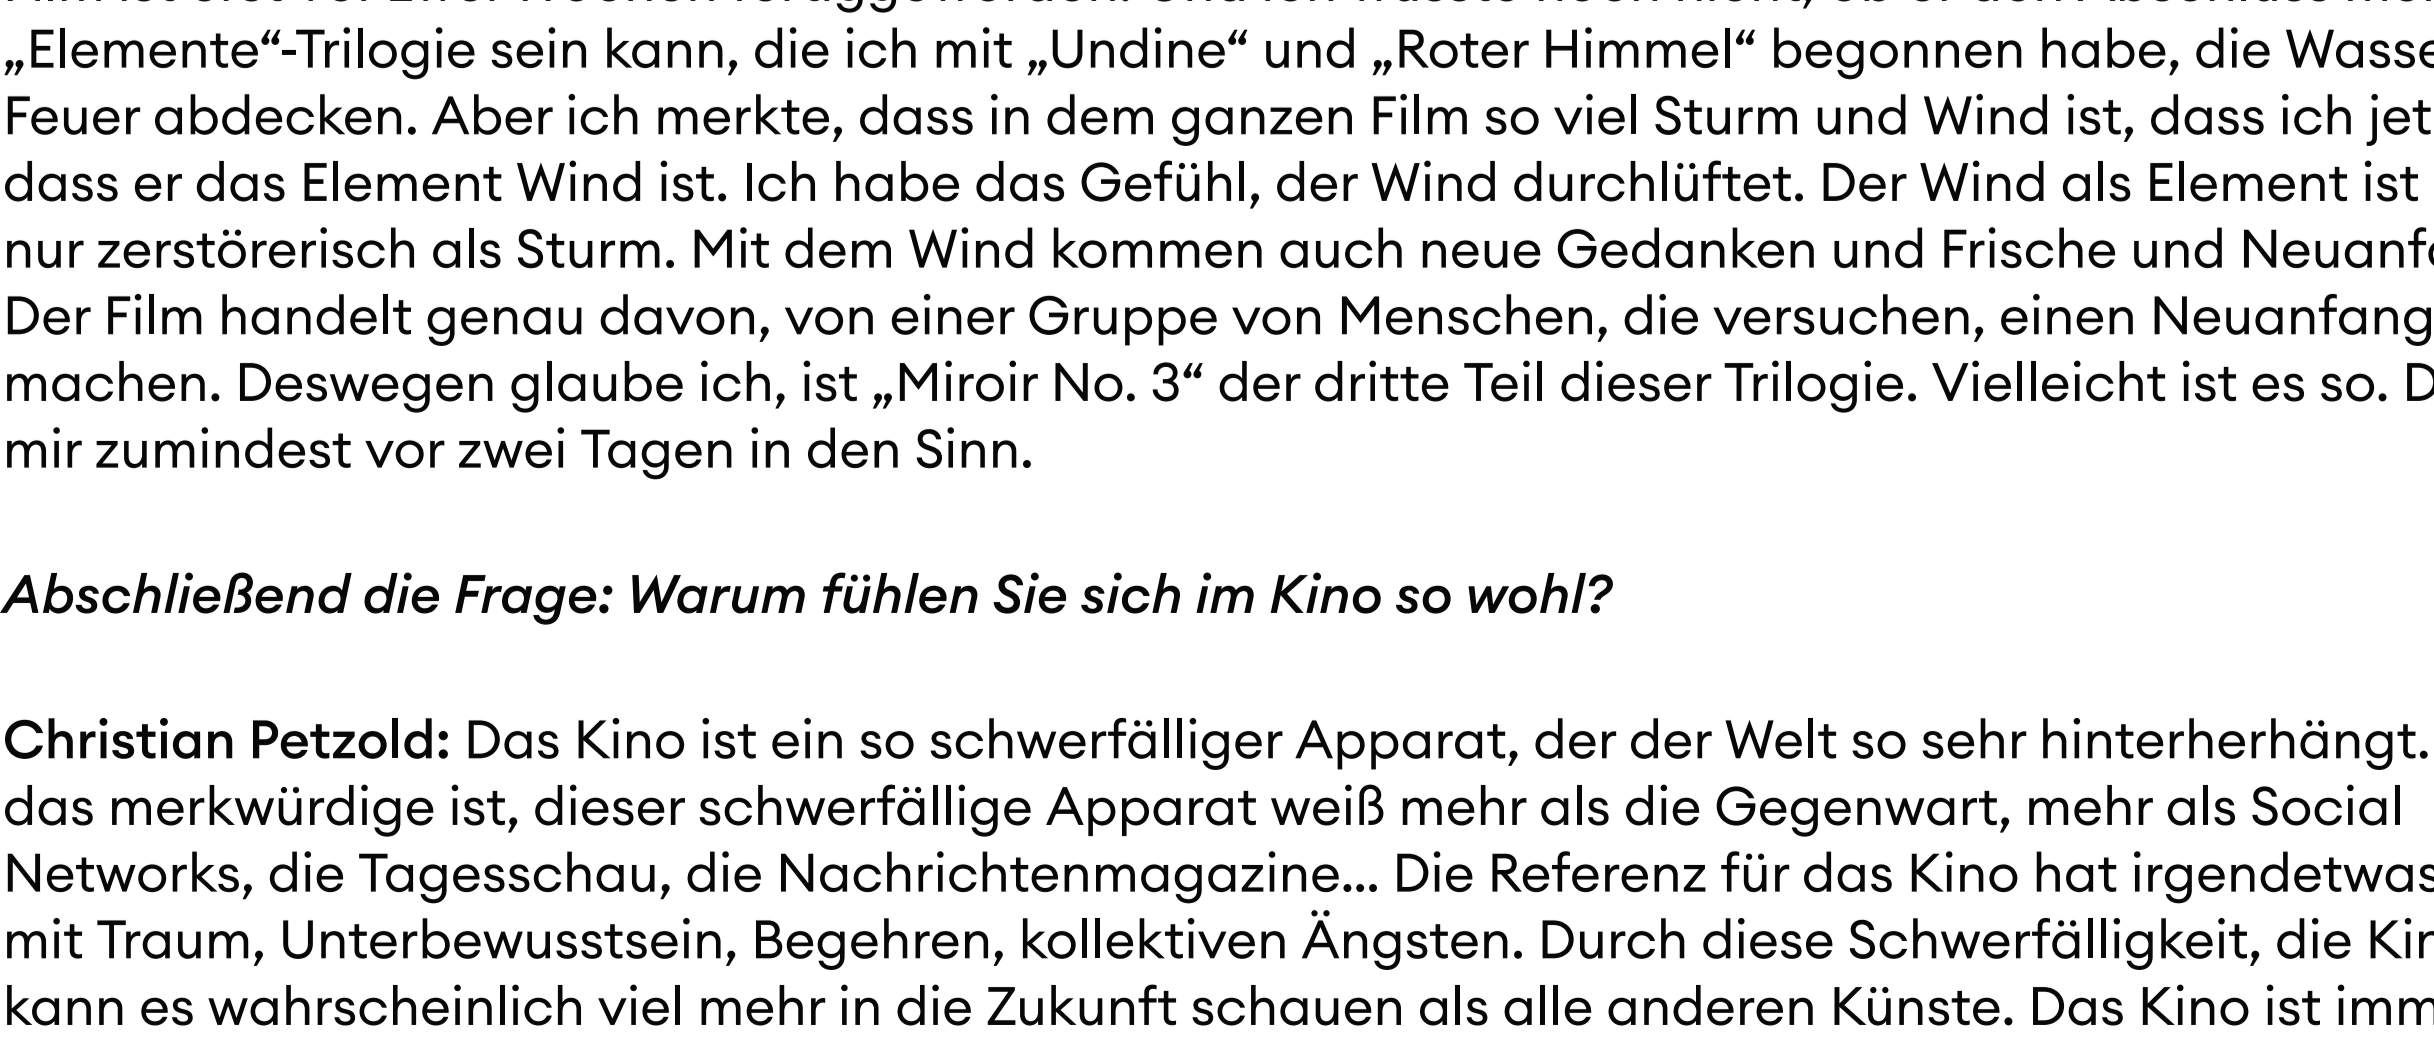 „Elemente“-Trilogie sein kann, die ich mit „Undine“ und „Roter Himmel“ begonnen habe, die
Feuer abdecken. Aber ich merkte, dass in dem ganzen Film so viel Sturm und Wind ist, dass ich
dass er das Element Wind ist. Ich habe das Gefühl, der Wind durchlüftet. Der Wind als Element ist
nur zerstörerisch als Sturm. Mit dem Wind kommen auch neue Gedanken und Frische und
Der Film handelt genau davon, von einer Gruppe von Menschen, die versuchen, einen Neuanfang
machen. Deswegen glaube ich, ist „Miroir No. 3“ der dritte Teil dieser Trilogie. Vielleicht ist es so.
mir zumindest vor zwei Tagen in den Sinn.
Abschließend die Frage: Warum fühlen Sie sich im Kino so wohl?
Christian Petzold: Das Kino ist ein so schwerfälliger Apparat, der der Welt so sehr hinterherhängt.
das merkwürdige ist, dieser schwerfällige Apparat weiß mehr als die Gegenwart, mehr als Social
Networks, die Tagesschau, die Nachrichtenmagazine... Die Referenz für das Kino hat irgendetwas
mit Traum, Unterbewusstsein, Begehren, kollektiven Ängsten. Durch diese Schwerfälligkeit, die
kann es wahrscheinlich viel mehr in die Zukunft schauen als alle anderen Künste. Das Kino ist